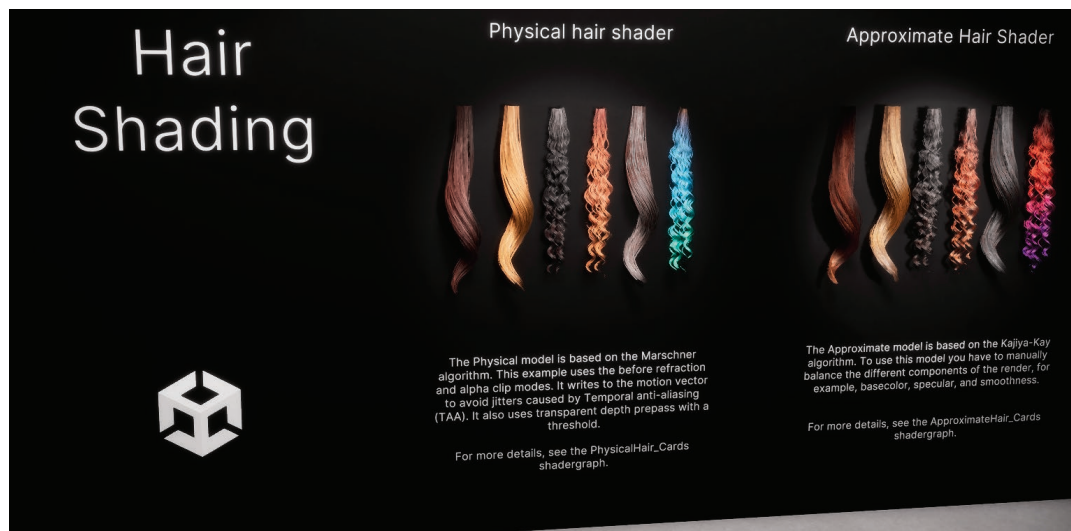 Hair
Shading
Physical hair shader
The Physical model is based on the Marschner
algorithm. This example uses the before refraction
and alpha clip modes. It writes to the motion vector
to avoid jitters caused by Temporal anti-aliasing
(TAA). It also uses transparent depth prepass with a
threshold.
For more details, see the PhysicalHair_Cards
shadergraph.
Approximate Hair Shader
The Approximate model is based on the Kajiya-Kay
algorithm. To use this model you have to manually
balance the different components of the render, for
example, basecolor, specular, and smoothness.
For more details, see the ApproximateHair_Cards
shadergraph.